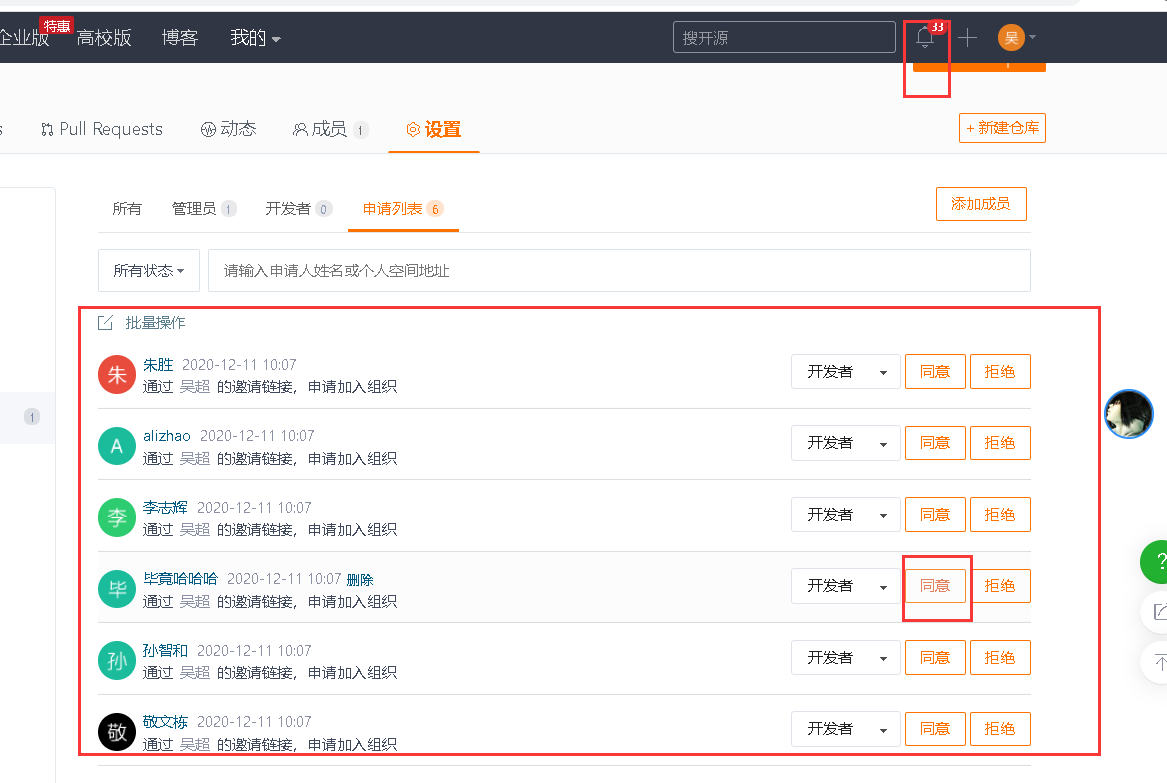 企业版 特惠 高校版 博客 我的 搜开源 33 吴
Pull Requests 动态 成员 1 设置 + 新建仓库
所有 管理员 1 开发者 0 申请列表 6 添加成员
所有状态 请输入申请人姓名或个人空间地址
批量操作
朱 朱胜 2020-12-11 10:07
通过 吴超 的邀请链接，申请加入组织 开发者 同意 拒绝
1
A alizhao 2020-12-11 10:07
通过 吴超 的邀请链接，申请加入组织 开发者 同意 拒绝
李 李志辉 2020-12-11 10:07
通过 吴超 的邀请链接，申请加入组织 开发者 同意 拒绝
?
毕 毕竟哈哈哈 2020-12-11 10:07 删除
通过 吴超 的邀请链接，申请加入组织 开发者 同意 拒绝
孙 孙智和 2020-12-11 10:07
通过 吴超 的邀请链接，申请加入组织 开发者 同意 拒绝
敬 敬文栋 2020-12-11 10:07
通过 吴超 的邀请链接，申请加入组织 开发者 同意 拒绝